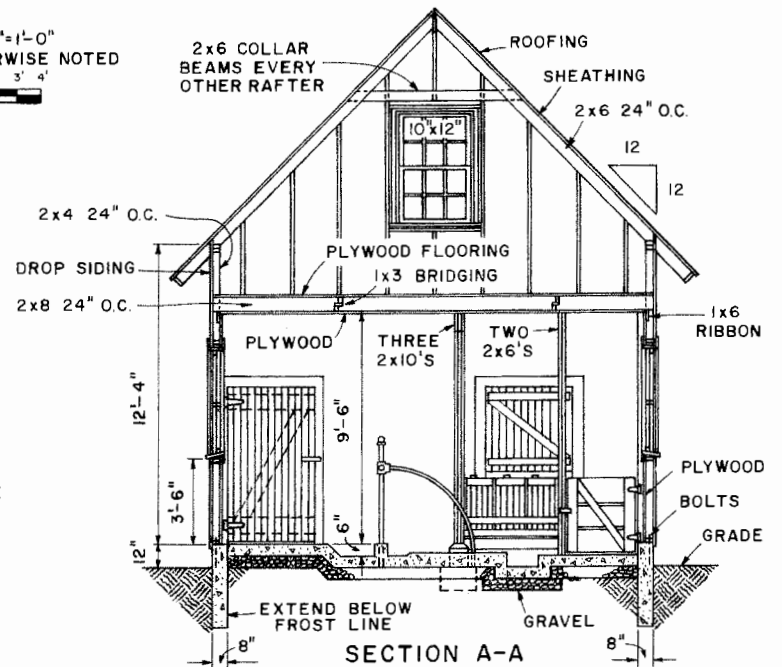 "=1'-0"
RWISE NOTED
3' 4'
2x6 COLLAR
BEAMS EVERY
OTHER RAFTER
ROOFING
SHEATHING
2x6 24" O.C.
10"x12"
12
12
2x4 24" O.C.
DROP SIDING
PLYWOOD FLOORING
1x3 BRIDGING
2x8 24" O.C.
1x6
RIBBON
PLYWOOD
THREE
2x10'S
TWO
2x6'S
12'-4"
9'-6"
3'-6"
6"
12"
PLYWOOD
BOLTS
GRADE
EXTEND BELOW
FROST LINE
GRAVEL
8"
8"
SECTION A-A